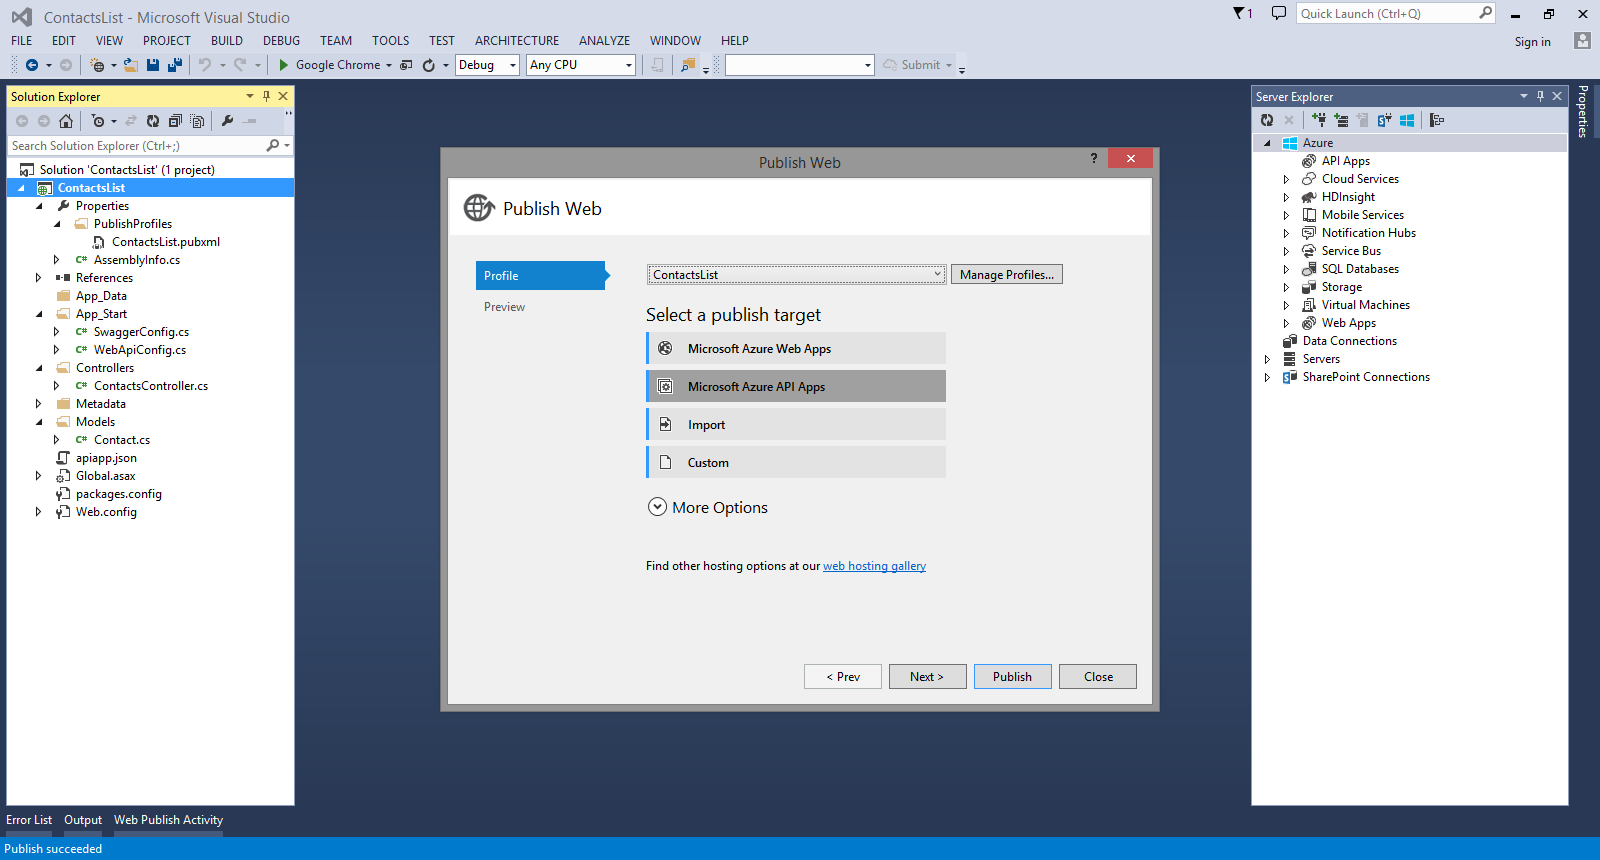 ContactsList - Microsoft Visual Studio
1
Quick Launch (Ctrl+Q)
FILE EDIT VIEW PROJECT BUILD DEBUG TEAM TOOLS TEST ARCHITECTURE ANALYZE WINDOW HELP
Sign in
Google Chrome
Debug
Any CPU
Submit
Solution Explorer
Search Solution Explorer (Ctrl+;)
Solution 'ContactsList' (1 project)
ContactsList
Properties
PublishProfiles
ContactsList.pubxml
C# AssemblyInfo.cs
References
App_Data
App_Start
C# SwaggerConfig.cs
C# WebApiConfig.cs
Controllers
C# ContactsController.cs
Metadata
Models
C# Contact.cs
apiapp.json
Global.asax
packages.config
Web.config
Publish Web
?
Publish Web
Profile
Preview
ContactsList
Manage Profiles...
Select a publish target
Microsoft Azure Web Apps
Microsoft Azure API Apps
Import
Custom
More Options
Find other hosting options at our web hosting gallery
< Prev
Next >
Publish
Close
Server Explorer
Azure
API Apps
Cloud Services
HDInsight
Mobile Services
Notification Hubs
Service Bus
SQL Databases
Storage
Virtual Machines
Web Apps
Data Connections
Servers
SharePoint Connections
Properties
Error List Output Web Publish Activity
Publish succeeded